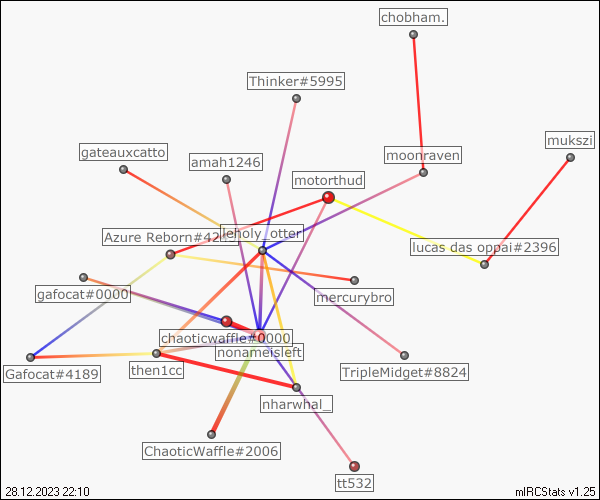 chobham.
Thinker#5995
mukszi
gateauxcatto
amah1246
moonraven
motorthud
leholy_otter
Azure Reborn#4
lucas das oppai#2396
gafocat#0000
mercurybro
chaoticwaffle#0000
nonameisleft
Gafocat#4189
then1cc
TripleMidget#8824
nharwhal_
ChaoticWaffle#2006
tt532
28.12.2023 22:10
mIRCStats v1.25